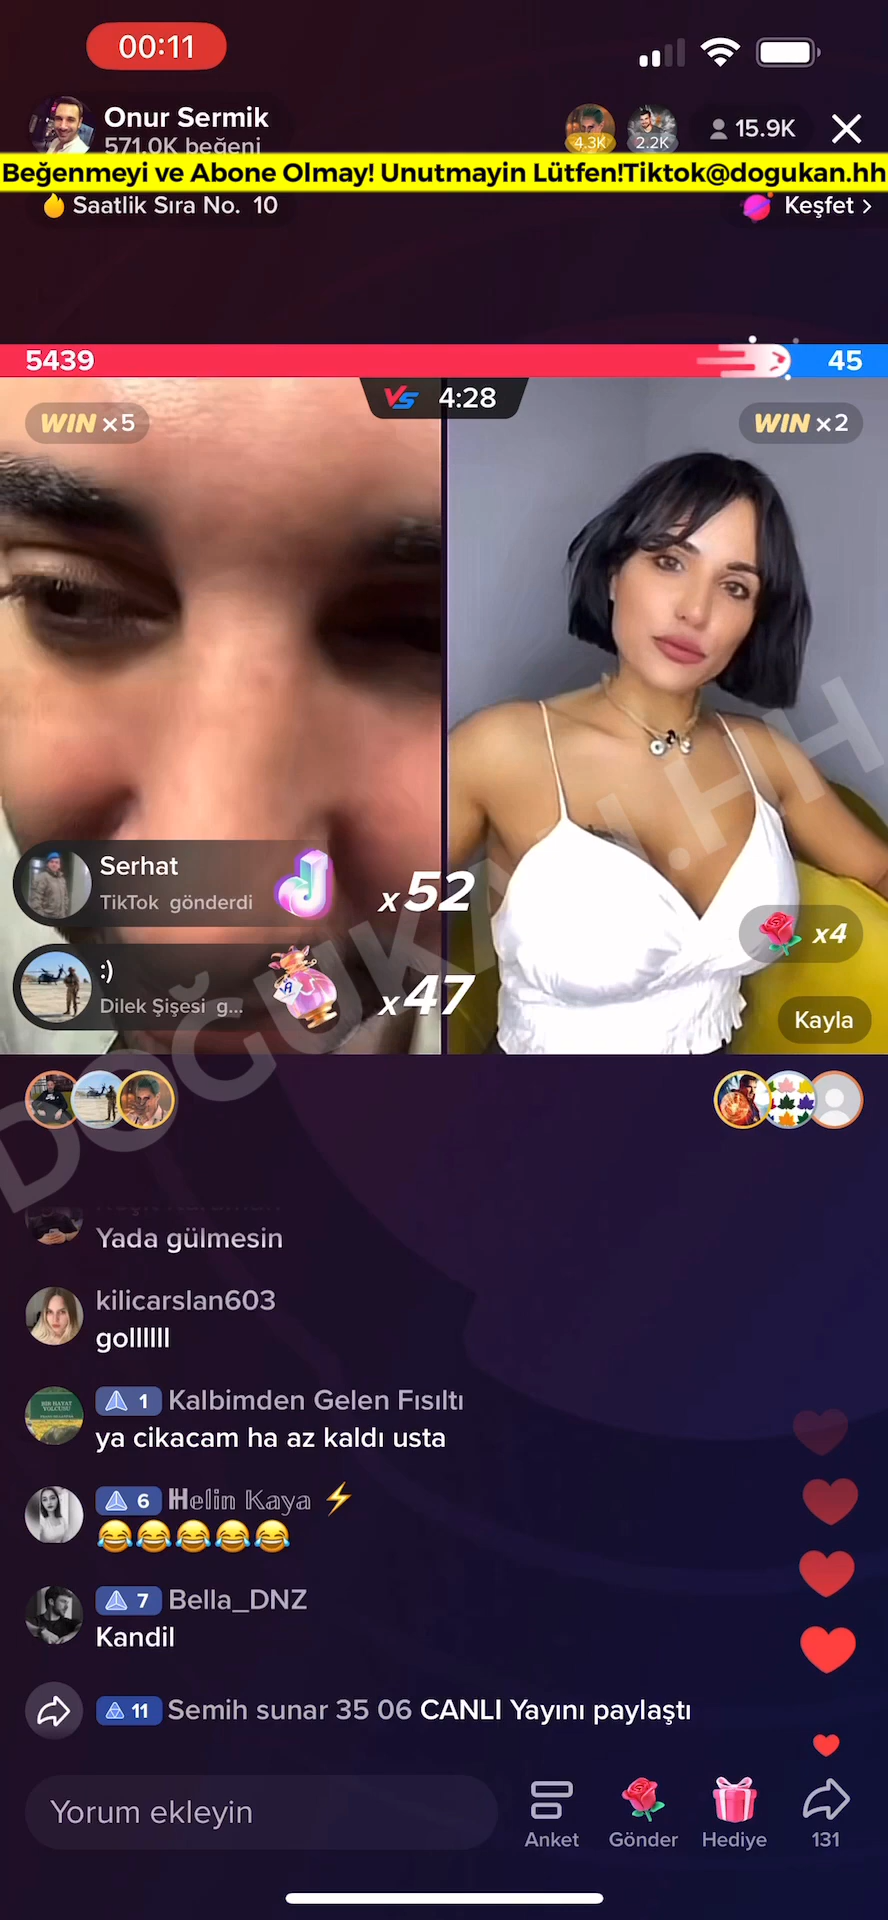 00:11
Onur Sermik
571.0K beğeni
4.3K
2.2K
15.9K
Beğenmeyi ve Abone Olmay! Unutmayin Lütfen!Tiktok@dogukan.hh
Saatlik Sıra No. 10
Keşfet >
5439
45
VS 4:28
WIN x5
WIN x2
Serhat
TikTok gönderdi
x52
:)
Dilek Şişesi g...
x47
x4
Kayla
DOĞUKAN.HH
Yada gülmesin
kilicarslan603
gollllll
1 Kalbimden Gelen Fısıltı
ya cikacam ha az kaldı usta
6 ℍelin Kaya ⚡
😂😂😂😂😂
7 Bella_DNZ
Kandil
11 Semih sunar 35 06 CANLI Yayını paylaştı
Yorum ekleyin
Anket
Gönder
Hediye
131